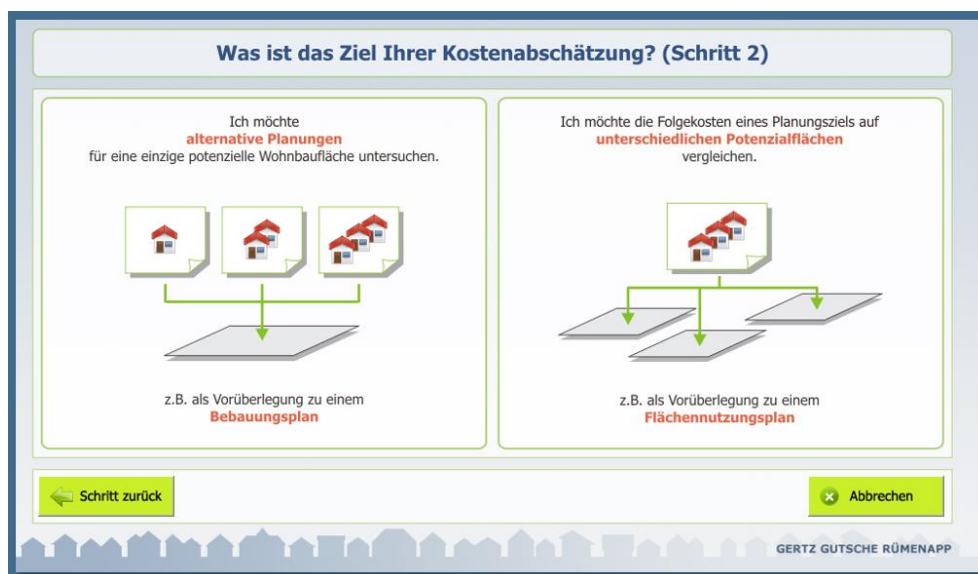 Was ist das Ziel Ihrer Kostenabschätzung? (Schritt 2)
Ich möchte
alternative Planungen
für eine einzige potenzielle Wohnbaufläche untersuchen.
z.B. als Vorüberlegung zu einem
Bebauungsplan
Ich möchte die Folgekosten eines Planungsziels auf
unterschiedlichen Potenzialflächen
vergleichen.
z.B. als Vorüberlegung zu einem
Flächennutzungsplan
Schritt zurück
Abbrechen
GERTZ GUTSCHE RÜMENAPP